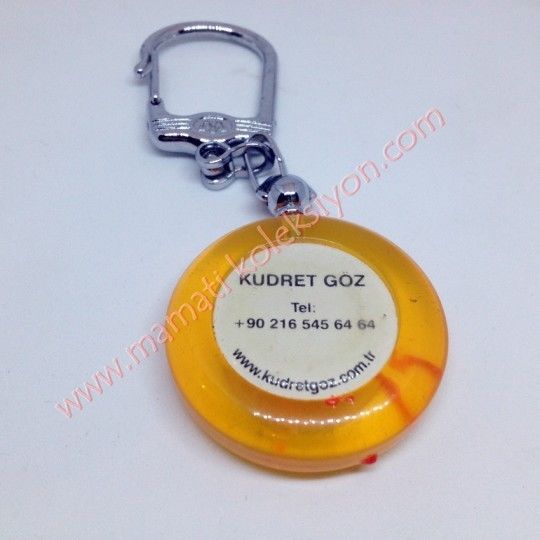 KUDRET GÖZ
Tel:
+90 216 545 64 64
www.kudretgoz.com.tr
www.mamati koleksiyon.com